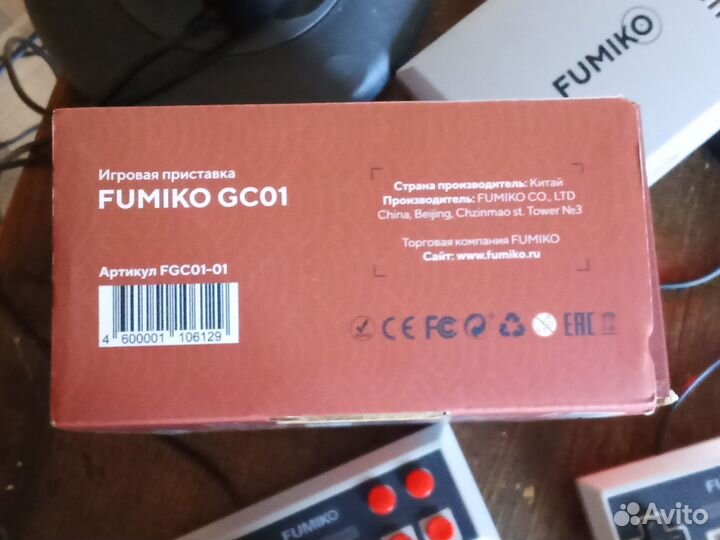 FUMIKO
Игровая приставка
FUMIKO GC01
Страна производитель: Китай
Производитель: FUMIKO CO., LTD
China, Beijing, Chzinmao st. Tower №3
Торговая компания FUMIKO
Сайт: www.fumiko.ru
Артикул FGC01-01
4 600001 106129
CE FC EAC
FUMIKO
FU
Avito